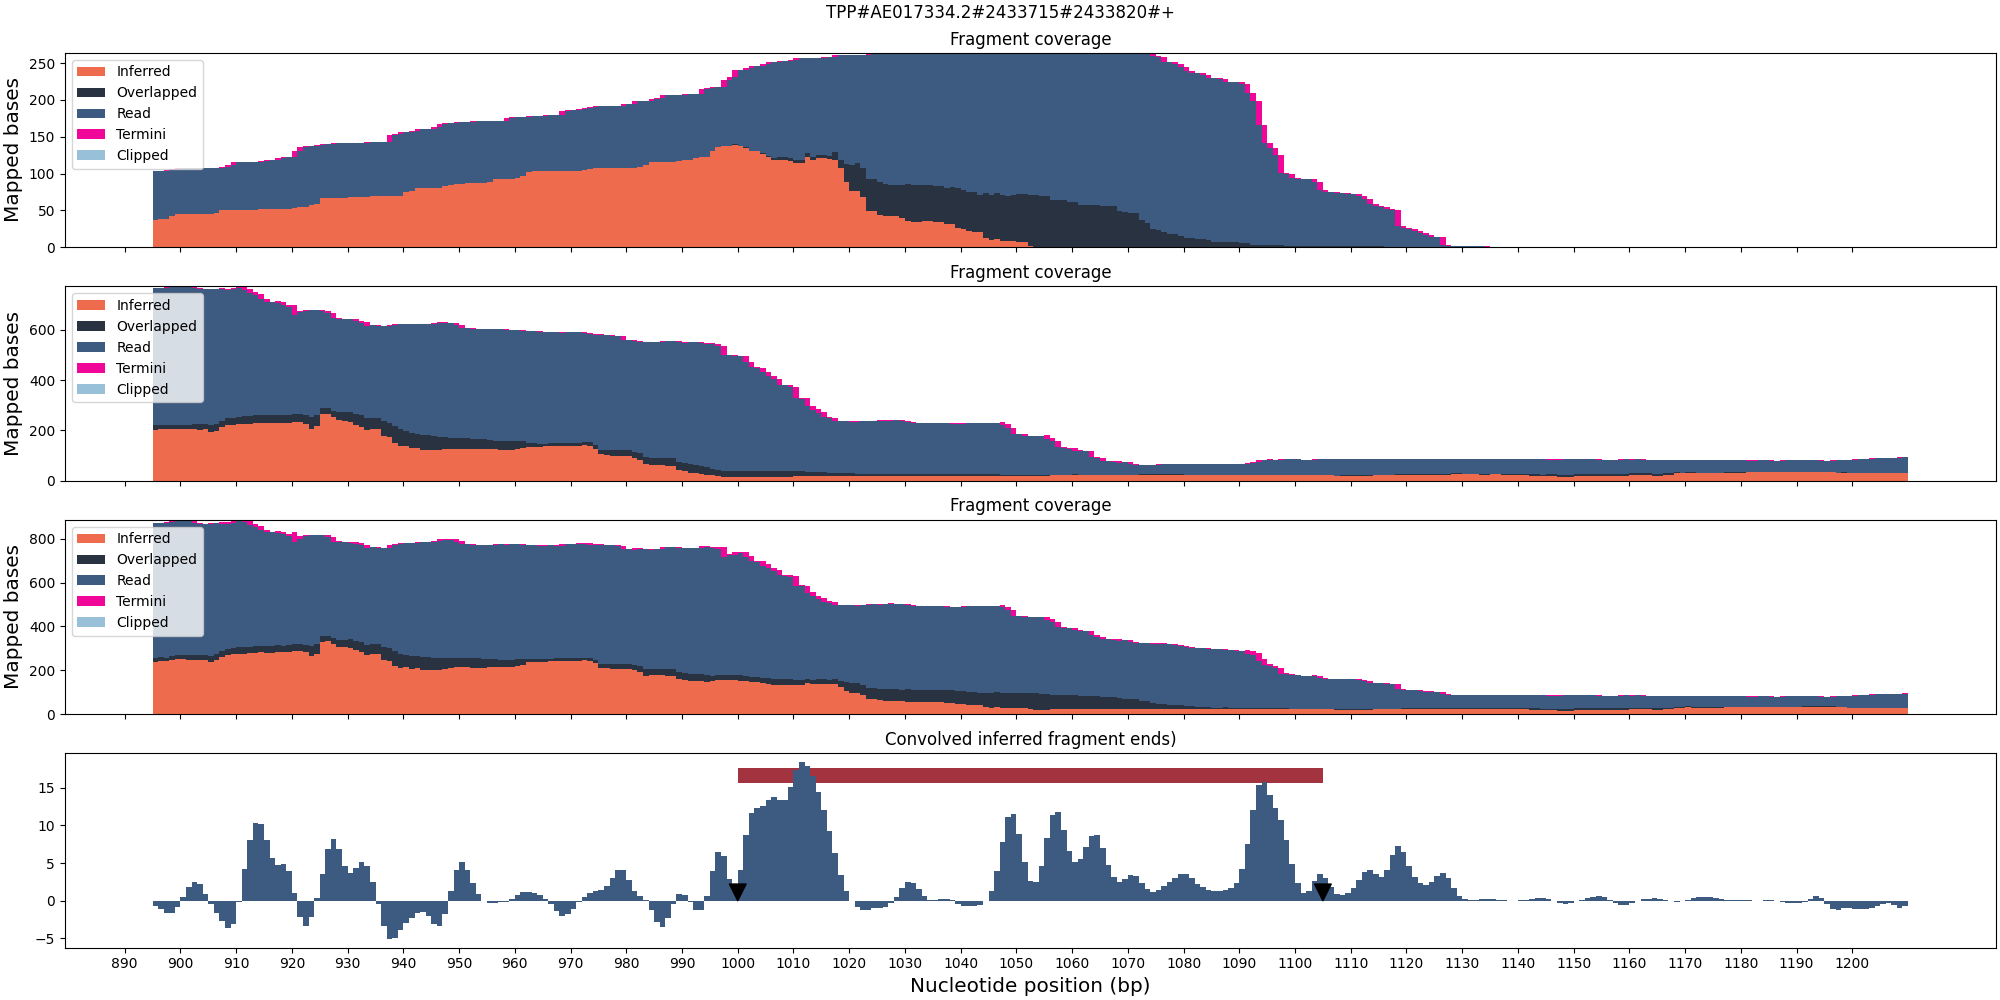 TPP#AE017334.2#2433715#2433820#+
Fragment coverage
Mapped bases
250
200
150
100
50
0
Inferred
Overlapped
Read
Termini
Clipped
Fragment coverage
Mapped bases
600
400
200
0
Inferred
Overlapped
Read
Termini
Clipped
Fragment coverage
Mapped bases
800
600
400
200
0
Inferred
Overlapped
Read
Termini
Clipped
Convolved inferred fragment ends)
15
10
5
0
−5
890 900 910 920 930 940 950 960 970 980 990 1000 1010 1020 1030 1040 1050 1060 1070 1080 1090 1100 1110 1120 1130 1140 1150 1160 1170 1180 1190 1200
Nucleotide position (bp)